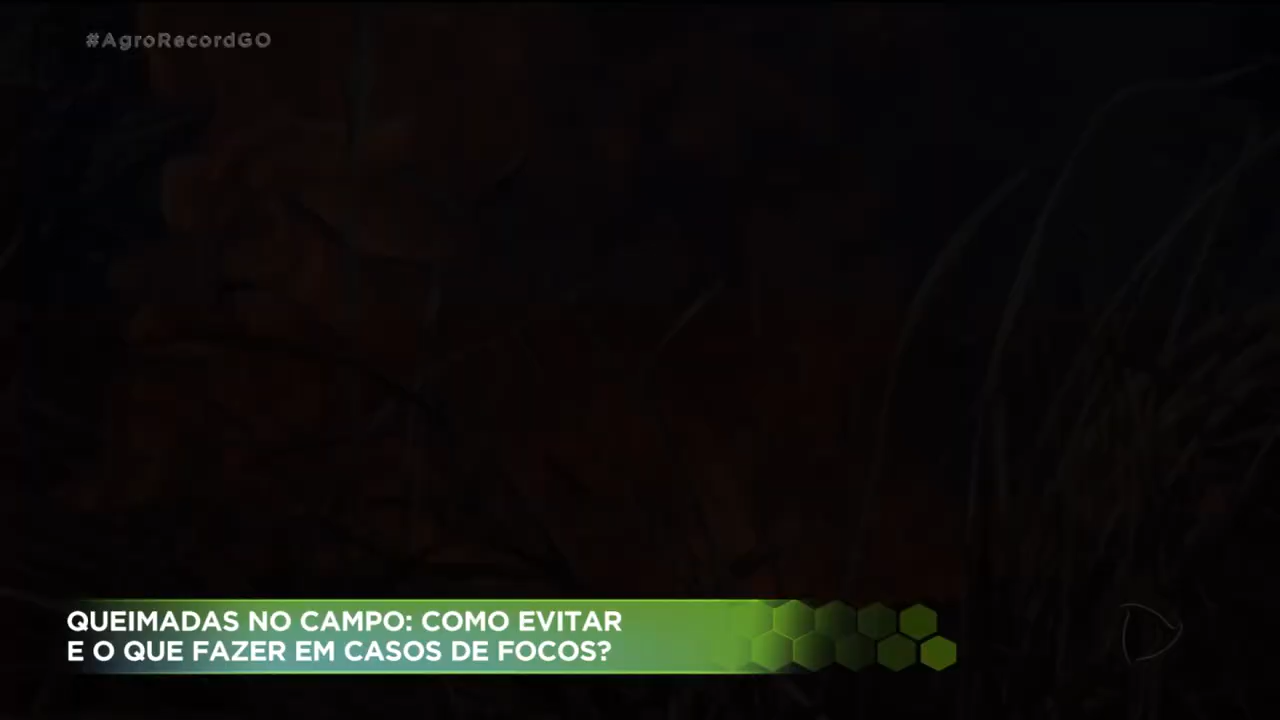 #AgroRecordGO
QUEIMADAS NO CAMPO: COMO EVITAR
E O QUE FAZER EM CASOS DE FOCOS?